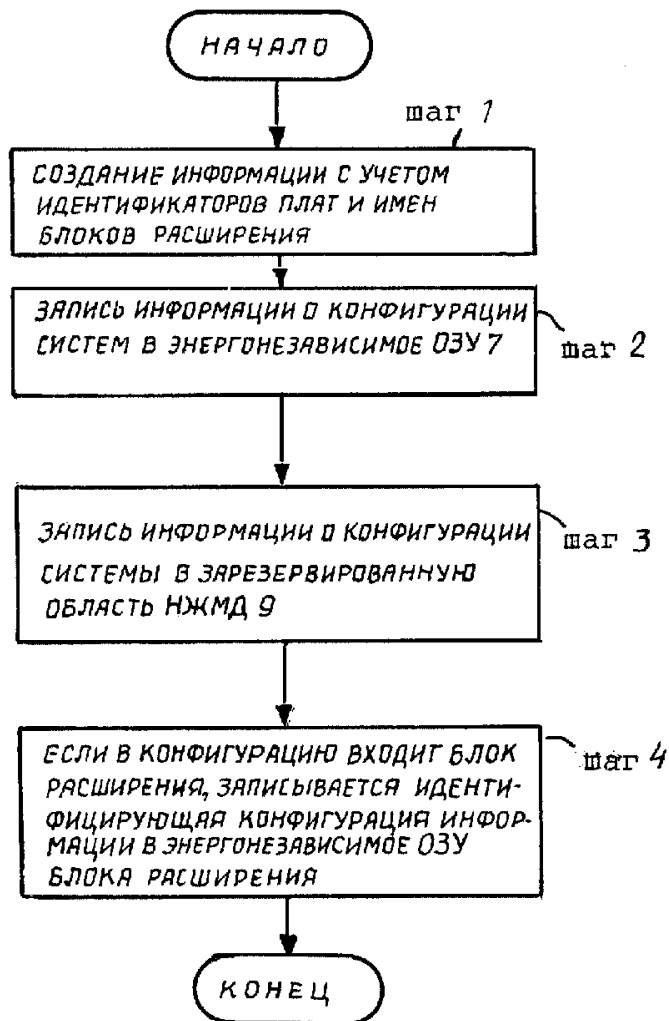 НАЧАЛО
шаг 1
СОЗДАНИЕ ИНФОРМАЦИИ С УЧЕТОМ
ИДЕНТИФИКАТОРОВ ПЛАТ И ИМЕН
БЛОКОВ РАСШИРЕНИЯ
ЗАПИСЬ ИНФОРМАЦИИ О КОНФИГУРАЦИИ
СИСТЕМ В ЭНЕРГОНЕЗАВИСИМОЕ ОЗУ 7
шаг 2
ЗАПИСЬ ИНФОРМАЦИИ О КОНФИГУРАЦИИ
СИСТЕМЫ В ЗАРЕЗЕРВИРОВАННУЮ
ОБЛАСТЬ НЖМД 9
шаг 3
ЕСЛИ В КОНФИГУРАЦИЮ ВХОДИТ БЛОК
РАСШИРЕНИЯ, ЗАПИСЫВАЕТСЯ ИДЕНТИ-
ФИЦИРУЮЩАЯ КОНФИГУРАЦИЯ ИНФОР-
МАЦИИ В ЭНЕРГОНЕЗАВИСИМОЕ ОЗУ
БЛОКА РАСШИРЕНИЯ
шаг 4
КОНЕЦ